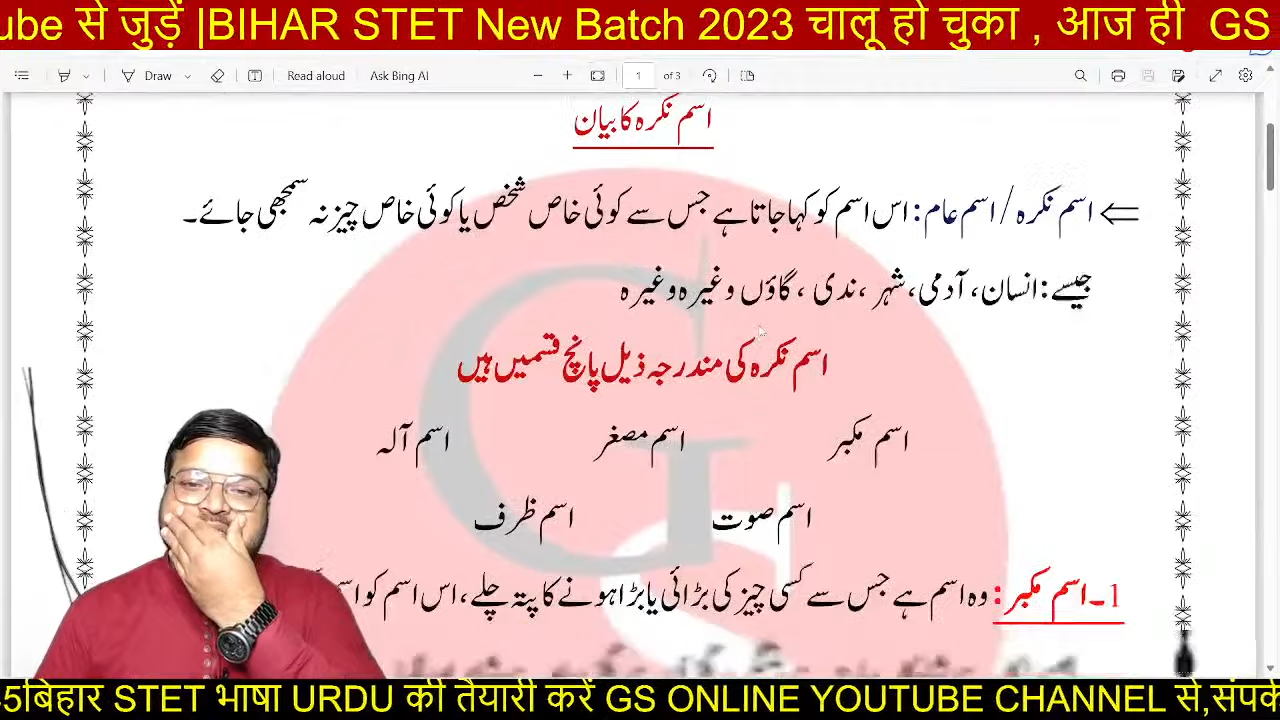 ube से जुड़ें |BIHAR STET New Batch 2023 चालू हो चुका , आज ही GS
Draw Read aloud Ask Bing AI 1 of 3
اسم نکرہ کا بیان
اسم نکرہ / اسم عام: اس اسم کو کہا جاتا ہے جس سے کوئی خاص شخص یا کوئی خاص چیز نہ سمجھی جائے۔
جیسے: انسان، آدمی، شہر، ندی، گاؤں وغیرہ وغیرہ
اسم نکرہ کی مندرجہ ذیل پانچ قسمیں ہیں
اسم مکبر اسم مصغر اسم آلہ
اسم صوت اسم ظرف
1۔ اسم مکبر: وہ اسم ہے جس سے کسی چیز کی بڑائی یا بڑا ہونے کا پتہ چلے، اس اسم کو
5बिहार STET भाषा URDU की तैयारी करें GS ONLINE YOUTUBE CHANNEL से,संपर्क